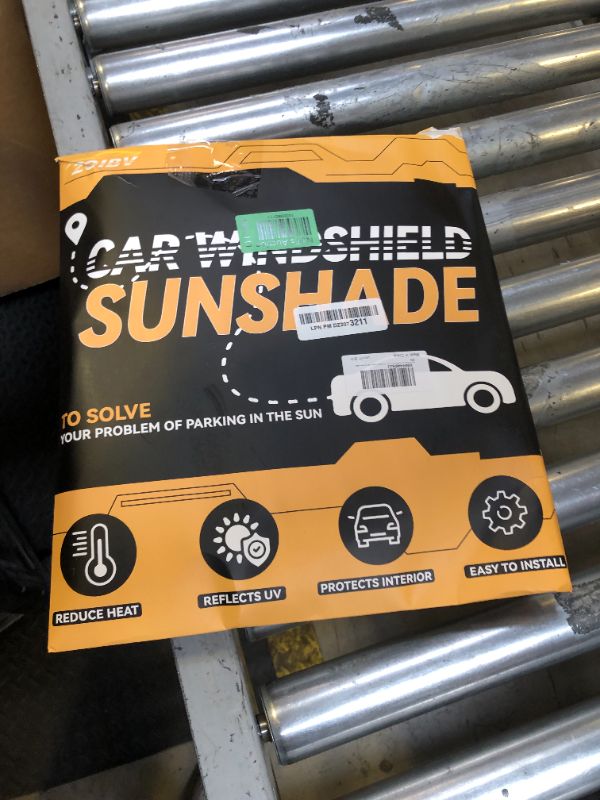 CAR WINDSHIELD
SUNSHADE
LPN PM 3211
TO SOLVE
YOUR PROBLEM OF PARKING IN THE SUN
REDUCE HEAT
REFLECTS UV
PROTECTS INTERIOR
EASY TO INSTALL